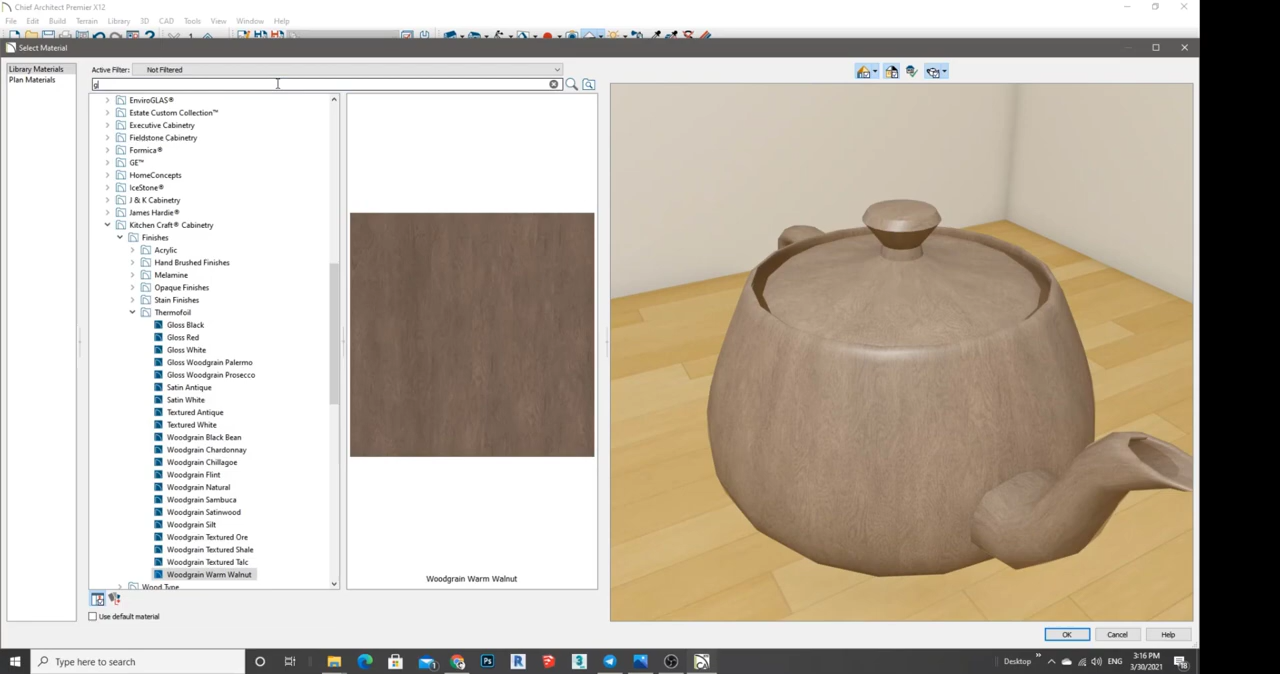 Chief Architect Premier X12
File Edit Build Terrain Library 3D CAD Tools View Window Help
Select Material
Library Materials
Plan Materials
Active Filter: Not Filtered
g
EnviroGLAS®
Estate Custom Collection™
Executive Cabinetry
Fieldstone Cabinetry
Formica®
GE™
HomeConcepts
IceStone®
J & K Cabinetry
James Hardie®
Kitchen Craft® Cabinetry
Finishes
Acrylic
Hand Brushed Finishes
Melamine
Opaque Finishes
Stain Finishes
Thermofoil
Gloss Black
Gloss Red
Gloss White
Gloss Woodgrain Palermo
Gloss Woodgrain Prosecco
Satin Antique
Satin White
Textured Antique
Textured White
Woodgrain Black Bean
Woodgrain Chardonnay
Woodgrain Chillagoe
Woodgrain Flint
Woodgrain Natural
Woodgrain Sambuca
Woodgrain Satinwood
Woodgrain Silt
Woodgrain Textured Ore
Woodgrain Textured Shale
Woodgrain Textured Talc
Woodgrain Warm Walnut
Wood Type
Woodgrain Warm Walnut
Use default material
OK Cancel Help
Type here to search
Ps
R
3
Desktop
ENG
3:16 PM
3/30/2021